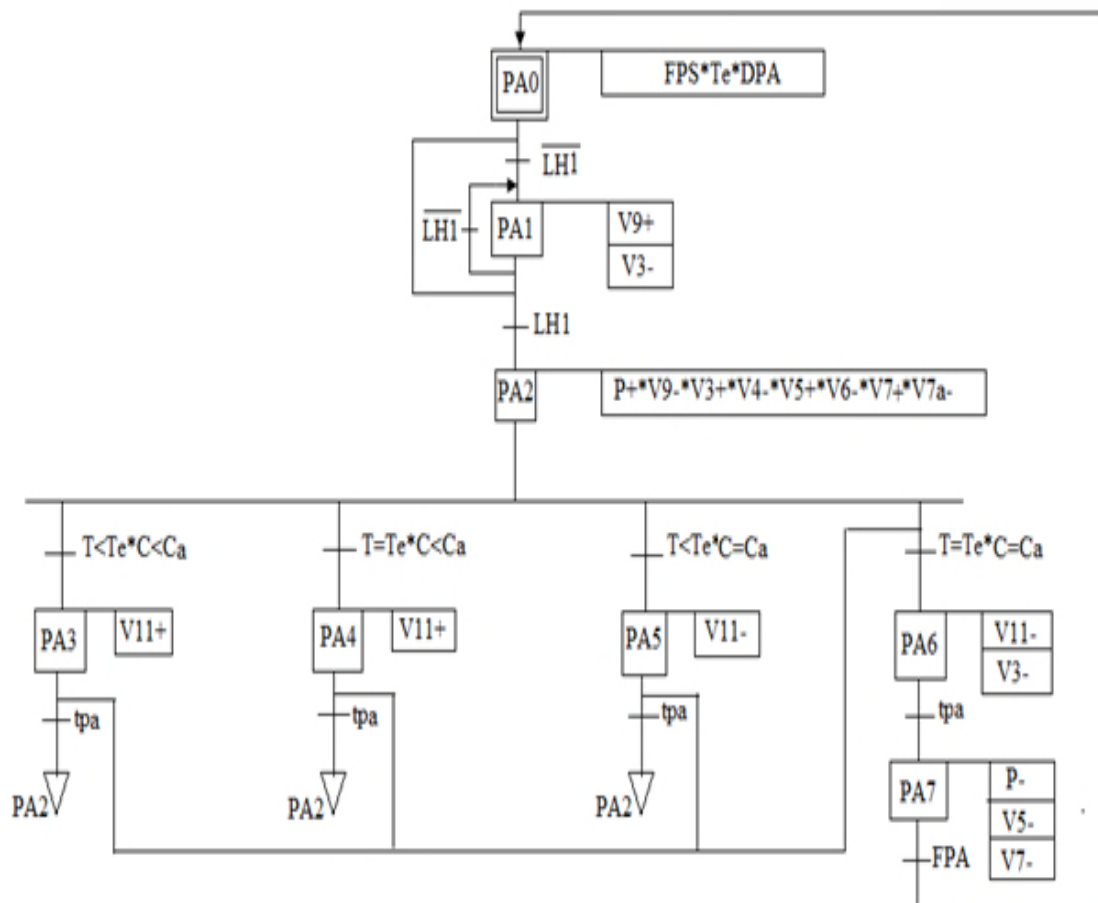 PA0
FPS*Te*DPA
L̅H̅1̅
L̅H̅1̅
PA1
V9+
V3-
LH1
PA2
P+*V9-*V3+*V4-*V5+*V6-*V7+*V7a-
T<Te*C<Ca
T=Te*C<Ca
T<Te*C=Ca
T=Te*C=Ca
PA3
V11+
PA4
V11+
PA5
V11-
PA6
V11-
V3-
tpa
tpa
tpa
tpa
PA2
PA2
PA2
PA7
P-
V5-
V7-
FPA